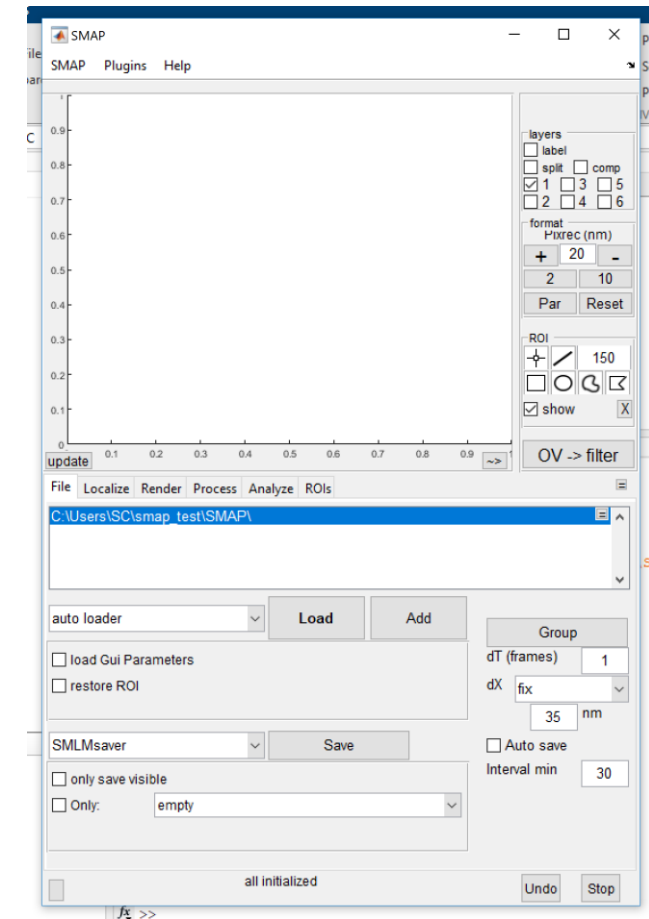 SMAP
SMAP Plugins Help
1
0.9
0.8
0.7
0.6
0.5
0.4
0.3
0.2
0.1
0
0.1 0.2 0.3 0.4 0.5 0.6 0.7 0.8 0.9 1
update
~>
layers
label
split comp
1 3 5
2 4 6
format
Pixrec (nm)
+ 20 -
2 10
Par Reset
ROI
150
show X
OV -> filter
File Localize Render Process Analyze ROIs
C:\Users\SC\smap_test\SMAP\
auto loader Load Add
load Gui Parameters
restore ROI
SMLMsaver Save
only save visible
Only: empty
Group
dT (frames) 1
dX fix
35 nm
Auto save
Interval min 30
all initialized
Undo Stop
fx >>